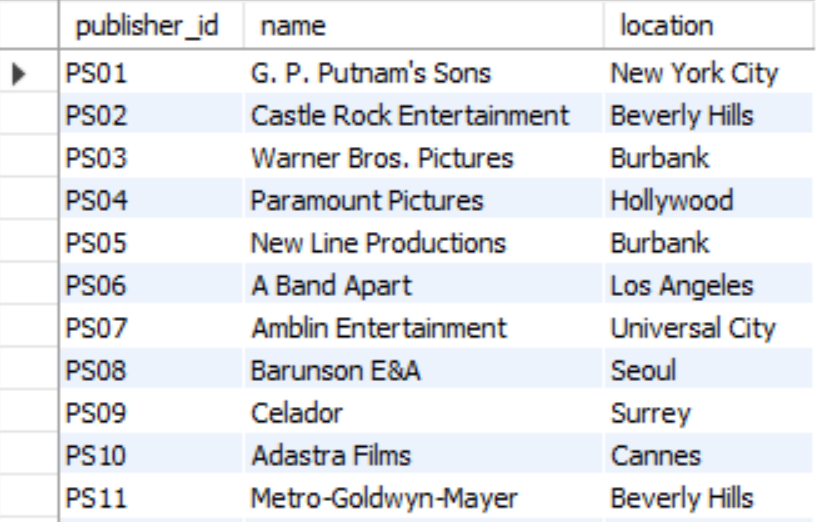 publisher_id name location
PS01 G. P. Putnam's Sons New York City
PS02 Castle Rock Entertainment Beverly Hills
PS03 Warner Bros. Pictures Burbank
PS04 Paramount Pictures Hollywood
PS05 New Line Productions Burbank
PS06 A Band Apart Los Angeles
PS07 Amblin Entertainment Universal City
PS08 Barunson E&A Seoul
PS09 Celador Surrey
PS10 Adastra Films Cannes
PS11 Metro-Goldwyn-Mayer Beverly Hills